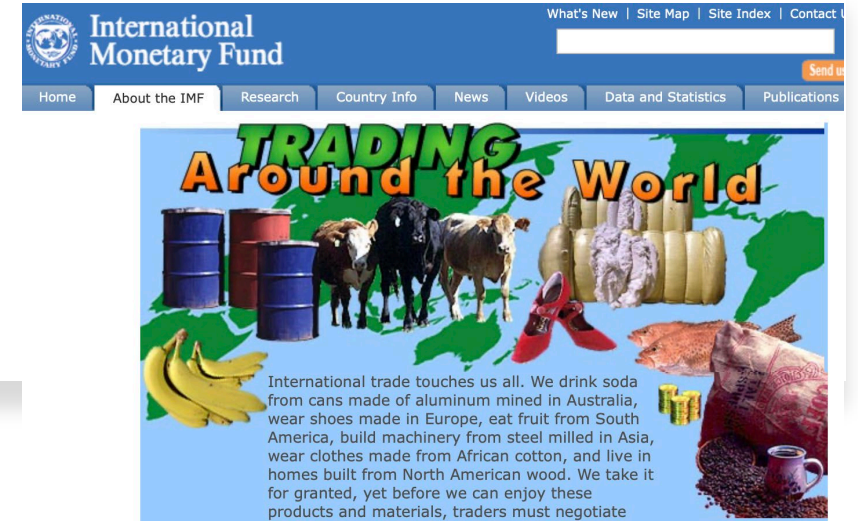 What's New | Site Map | Site Index | Contact
International
Monetary Fund
Send us
Home
About the IMF
Research
Country Info
News
Videos
Data and Statistics
Publications
TRADING
Around the World
International trade touches us all. We drink soda
from cans made of aluminum mined in Australia,
wear shoes made in Europe, eat fruit from South
America, build machinery from steel milled in Asia,
wear clothes made from African cotton, and live in
homes built from North American wood. We take it
for granted, yet before we can enjoy these
products and materials, traders must negotiate